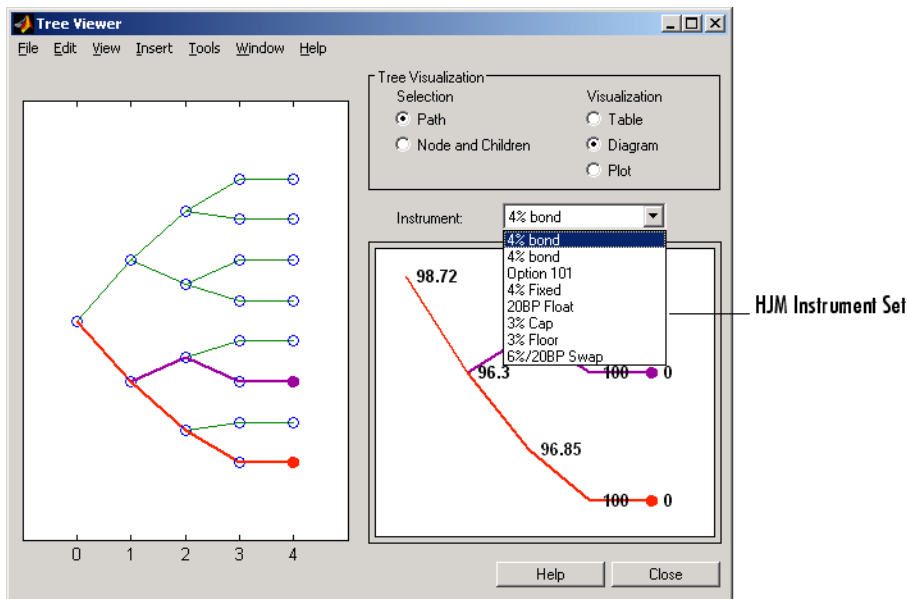 Tree Viewer
File Edit View Insert Tools Window Help
Tree Visualization
Selection Visualization
Path Table
Node and Children Diagram
Plot
Instrument: 4% bond
4% bond
4% bond
Option 101
4% Fixed
20BP Float
3% Cap
3% Floor
6%/20BP Swap
HJM Instrument Set
98.72
96.3 100 0
96.85
100 0
0 1 2 3 4
Help Close